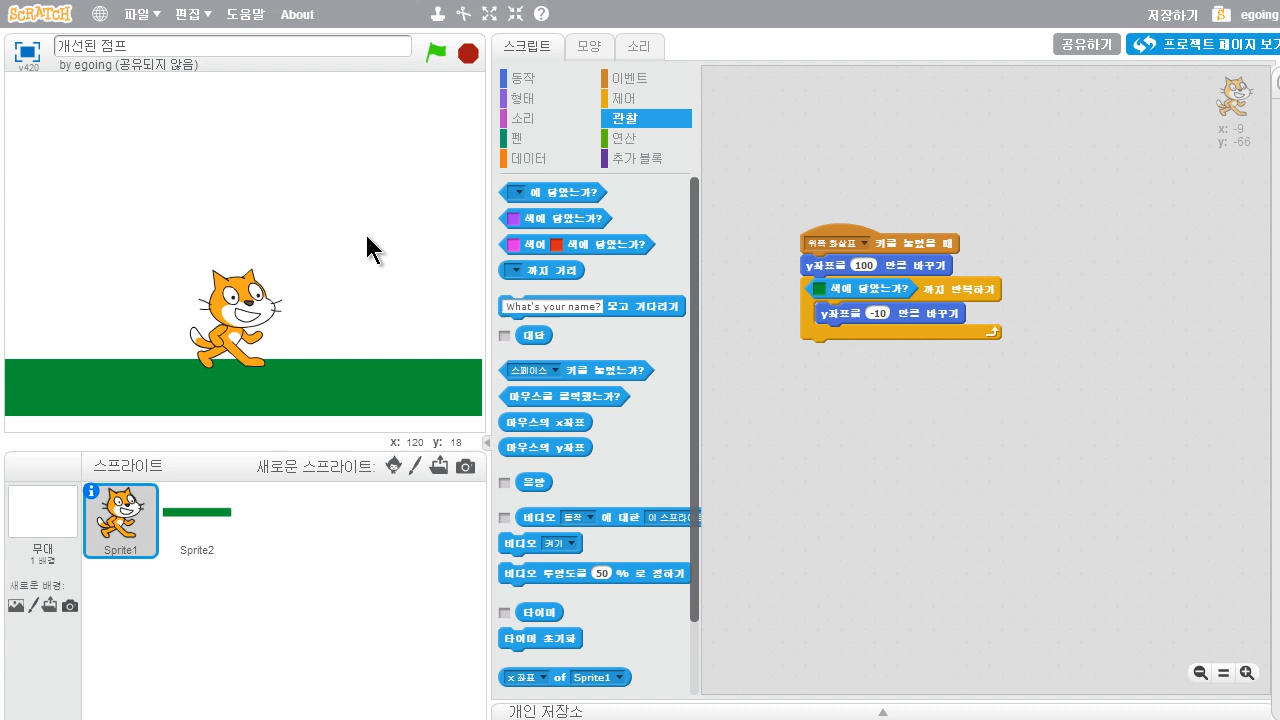 SCRATCH 파일 편집 도움말 About 저장하기 egoing
v420 개선된 점프
by egoing (공유되지 않음)
스크립트 모양 소리 공유하기 프로젝트 페이지 보기
동작 이벤트
형태 제어
소리 관찰
펜 연산
데이터 추가 블록
에 닿았는가?
색에 닿았는가?
색이 색에 닿았는가?
까지 거리
What's your name? 묻고 기다리기
대답
스페이스 키를 눌렀는가?
마우스를 클릭했는가?
마우스의 x좌표
마우스의 y좌표
음량
비디오 동작 에 대한 이 스프라이
비디오 켜기
비디오 투명도를 50 % 로 정하기
타이머
타이머 초기화
x 좌표 of Sprite1
x: -9
y: -66
위쪽 화살표 키를 눌렀을 때
y좌표를 100 만큼 바꾸기
색에 닿았는가? 까지 반복하기
y좌표를 -10 만큼 바꾸기
x: 120 y: 18
스프라이트 새로운 스프라이트:
무대
1 배경
새로운 배경:
Sprite1 Sprite2
개인 저장소